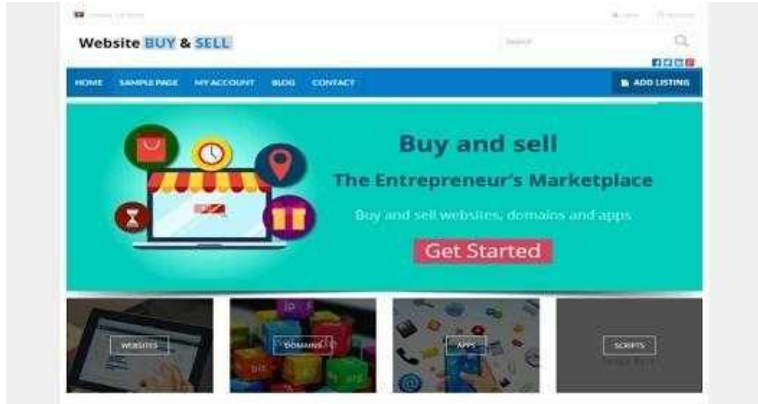 Website BUY & SELL
Search
HOME SAMPLE PAGE MY ACCOUNT BLOG CONTACT
ADD LISTING
Buy and sell
The Entrepreneur's Marketplace
Buy and sell websites, domains and apps
Get Started
WEBSITES
DOMAINS
APPS
SCRIPTS